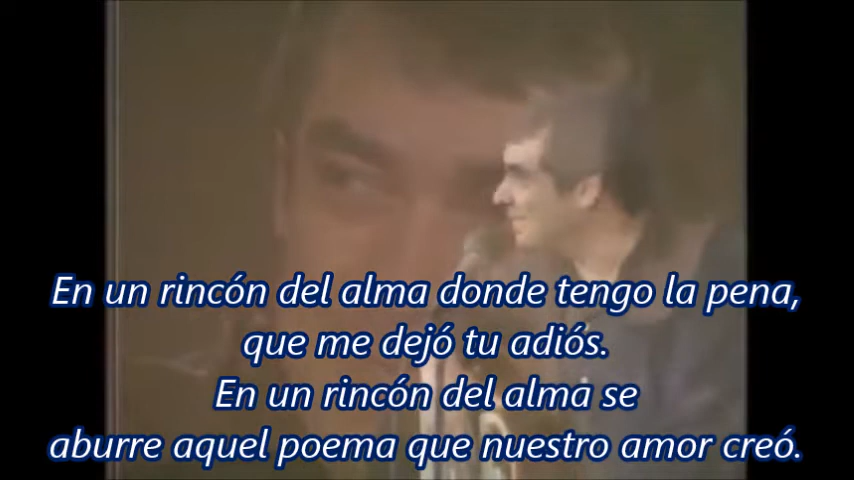 En un rincón del alma donde tengo la pena,
que me dejó tu adiós.
En un rincón del alma se
aburre aquel poema que nuestro amor creó.